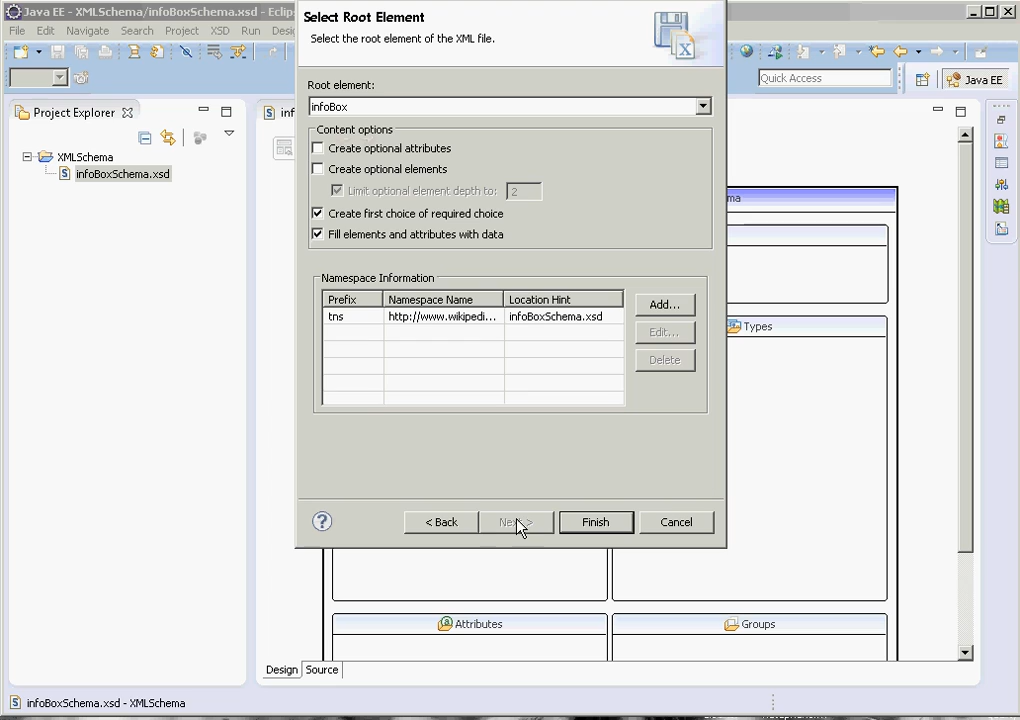 Java EE - XMLSchema/infoBoxSchema.xsd - Eclip
File Edit Navigate Search Project XSD Run Desi
Quick Access
Java EE
Project Explorer
XMLSchema
infoBoxSchema.xsd
inf
Select Root Element
Select the root element of the XML file.
Root element:
infoBox
Content options
Create optional attributes
Create optional elements
Limit optional element depth to: 2
Create first choice of required choice
Fill elements and attributes with data
Namespace Information
Prefix Namespace Name Location Hint
tns http://www.wikipedi... infoBoxSchema.xsd
Add...
Edit...
Delete
< Back Next > Finish Cancel
ma
Types
Attributes Groups
Design Source
infoBoxSchema.xsd - XMLSchema